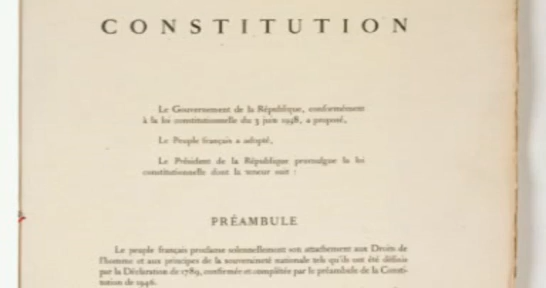 CONSTITUTION
Le Gouvernement de la République, conformément
à la loi constitutionnelle du 3 juin 1958, a proposé,
Le Peuple français a adopté,
Le Président de la République promulgue la loi
constitutionnelle dont la teneur suit :
PRÉAMBULE
Le peuple français proclame solennellement son attachement aux Droits de
l'homme et aux principes de la souveraineté nationale tels qu'ils ont été définis
par la Déclaration de 1789, confirmée et complétée par le préambule de la Consti-
tution de 1946.